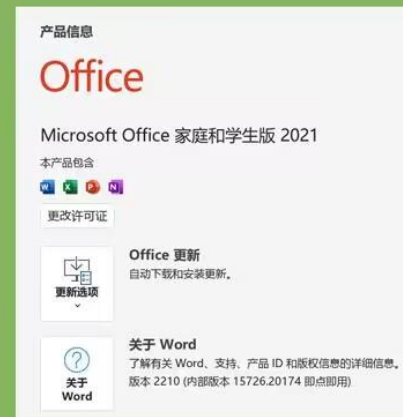 产品信息
Office
Microsoft Office 家庭和学生版 2021
本产品包含
更改许可证
更新选项
Office 更新
自动下载和安装更新。
关于
Word
关于 Word
了解有关 Word、支持、产品 ID 和版权信息的详细信息。
版本 2210 (内部版本 15726.20174 即点即用)